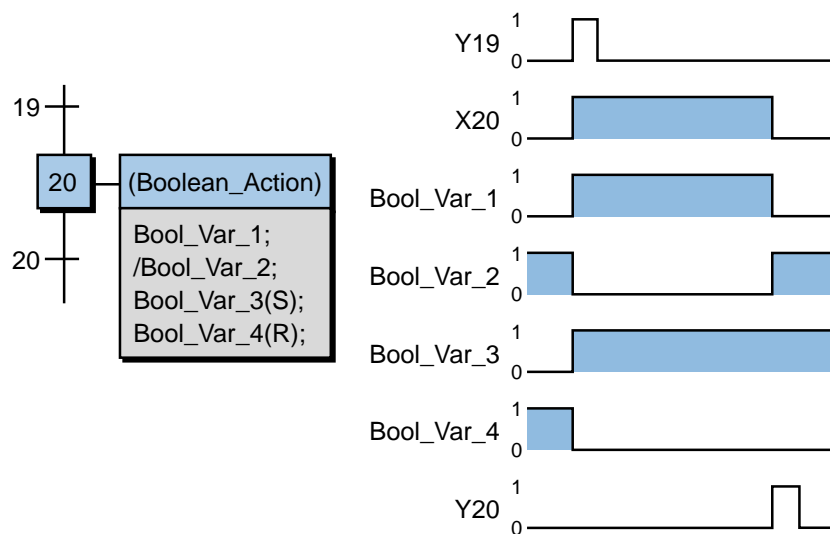 19
20
(Boolean_Action)
Bool_Var_1;
/Bool_Var_2;
Bool_Var_3(S);
Bool_Var_4(R);
20
Y19
1
0
X20
1
0
Bool_Var_1
1
0
Bool_Var_2
1
0
Bool_Var_3
1
0
Bool_Var_4
1
0
Y20
1
0